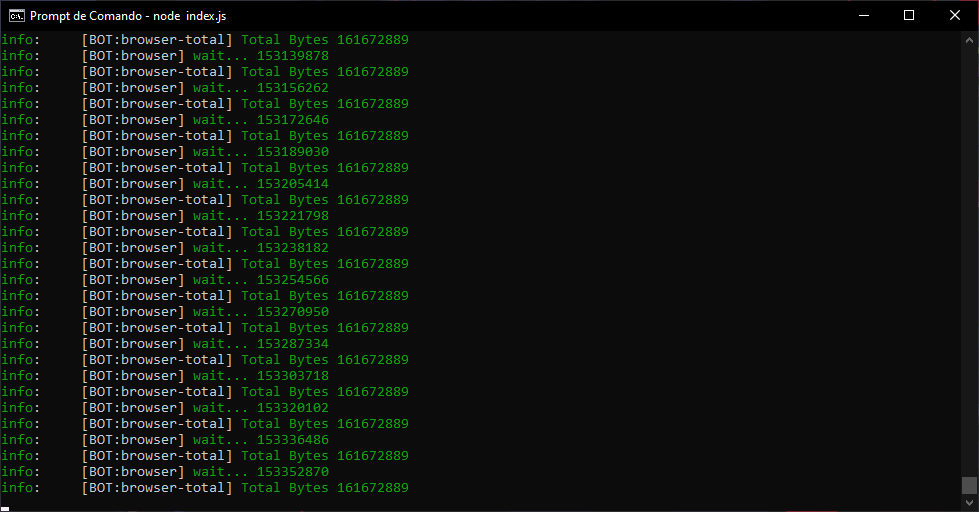 Prompt de Comando - node index.js
info: [BOT:browser-total] Total Bytes 161672889
info: [BOT:browser] wait... 153139878
info: [BOT:browser-total] Total Bytes 161672889
info: [BOT:browser] wait... 153156262
info: [BOT:browser-total] Total Bytes 161672889
info: [BOT:browser] wait... 153172646
info: [BOT:browser-total] Total Bytes 161672889
info: [BOT:browser] wait... 153189030
info: [BOT:browser-total] Total Bytes 161672889
info: [BOT:browser] wait... 153205414
info: [BOT:browser-total] Total Bytes 161672889
info: [BOT:browser] wait... 153221798
info: [BOT:browser-total] Total Bytes 161672889
info: [BOT:browser] wait... 153238182
info: [BOT:browser-total] Total Bytes 161672889
info: [BOT:browser] wait... 153254566
info: [BOT:browser-total] Total Bytes 161672889
info: [BOT:browser] wait... 153270950
info: [BOT:browser-total] Total Bytes 161672889
info: [BOT:browser] wait... 153287334
info: [BOT:browser-total] Total Bytes 161672889
info: [BOT:browser] wait... 153303718
info: [BOT:browser-total] Total Bytes 161672889
info: [BOT:browser] wait... 153320102
info: [BOT:browser-total] Total Bytes 161672889
info: [BOT:browser] wait... 153336486
info: [BOT:browser-total] Total Bytes 161672889
info: [BOT:browser] wait... 153352870
info: [BOT:browser-total] Total Bytes 161672889